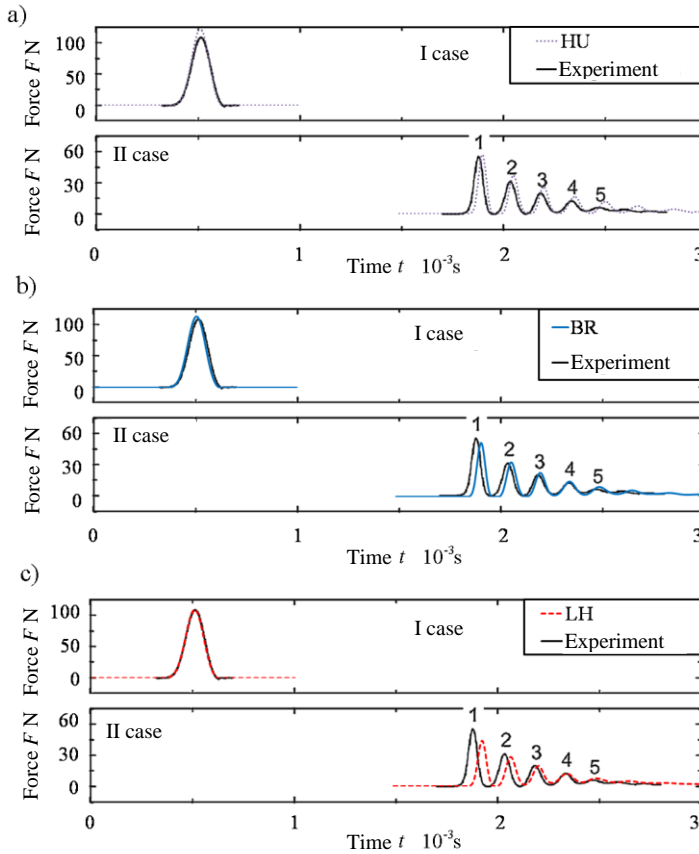 a)
Force F N
100
50
0
I case
HU
Experiment
Force F N
60
30
0
II case
1
2
3
4
5
0
1
2
3
Time t 10⁻³s
b)
Force F N
100
50
0
I case
BR
Experiment
Force F N
60
30
0
II case
1
2
3
4
5
0
1
2
3
Time t 10⁻³s
c)
Force F N
100
50
0
I case
LH
Experiment
Force F N
60
30
0
II case
1
2
3
4
5
0
1
2
3
Time t 10⁻³s